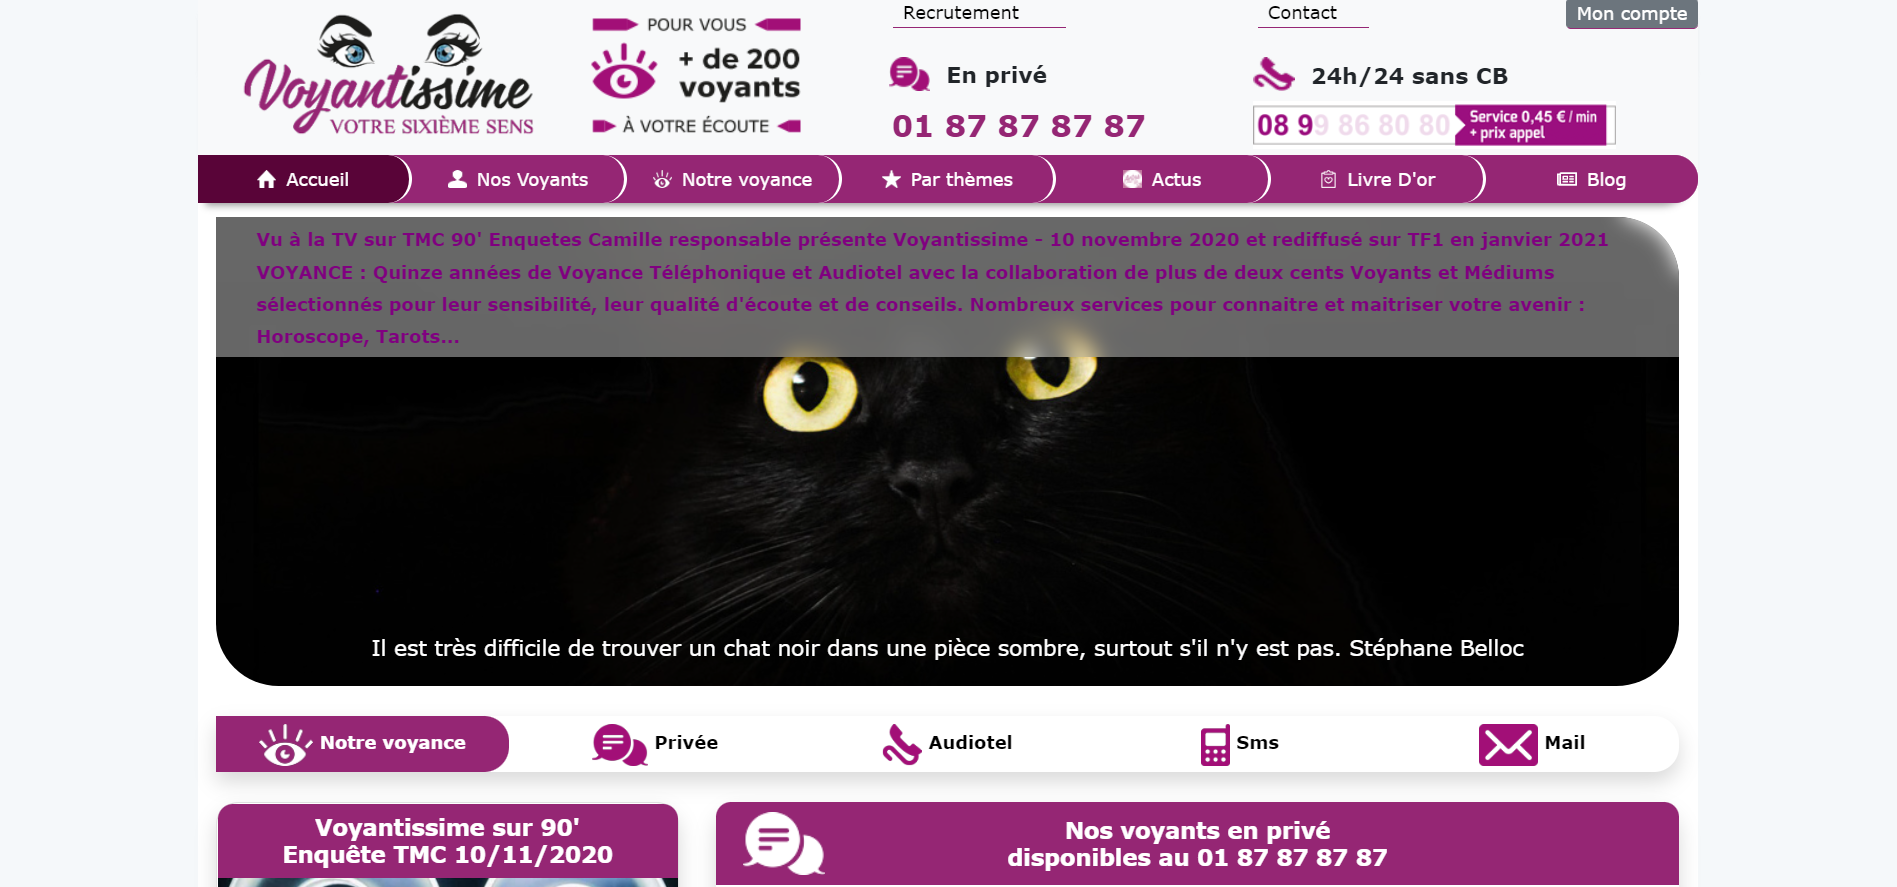 Voyantissime
VOTRE SIXIÈME SENS
POUR VOUS
+ de 200
voyants
À VOTRE ÉCOUTE
Recrutement
En privé
01 87 87 87 87
Contact
24h/24 sans CB
08 99 86 80 80
Service 0,45 € / min
+ prix appel
Mon compte
Accueil
Nos Voyants
Notre voyance
Par thèmes
Actus
Livre D'or
Blog
Vu à la TV sur TMC 90' Enquetes Camille responsable présente Voyantissime - 10 novembre 2020 et rediffusé sur TF1 en janvier 2021
VOYANCE : Quinze années de Voyance Téléphonique et Audiotel avec la collaboration de plus de deux cents Voyants et Médiums
sélectionnés pour leur sensibilité, leur qualité d'écoute et de conseils. Nombreux services pour connaitre et maitriser votre avenir :
Horoscope, Tarots...
Il est très difficile de trouver un chat noir dans une pièce sombre, surtout s'il n'y est pas. Stéphane Belloc
Notre voyance
Privée
Audiotel
Sms
Mail
Voyantissime sur 90'
Enquête TMC 10/11/2020
Nos voyants en privé
disponibles au 01 87 87 87 87